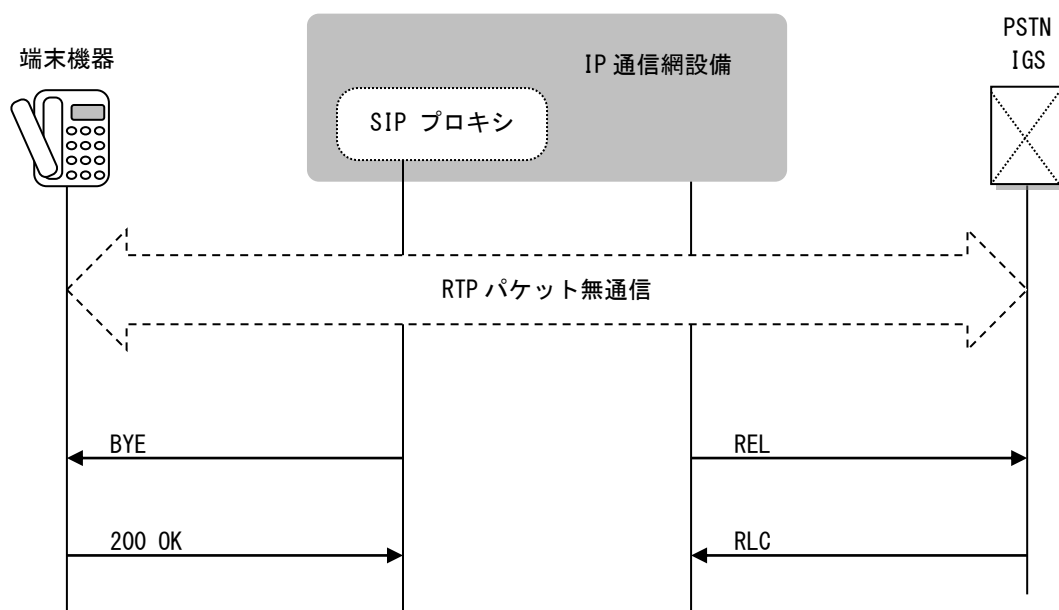 PSTN
IGS
端末機器
IP 通信網設備
SIP プロキシ
RTP パケット無通信
BYE
REL
200 OK
RLC